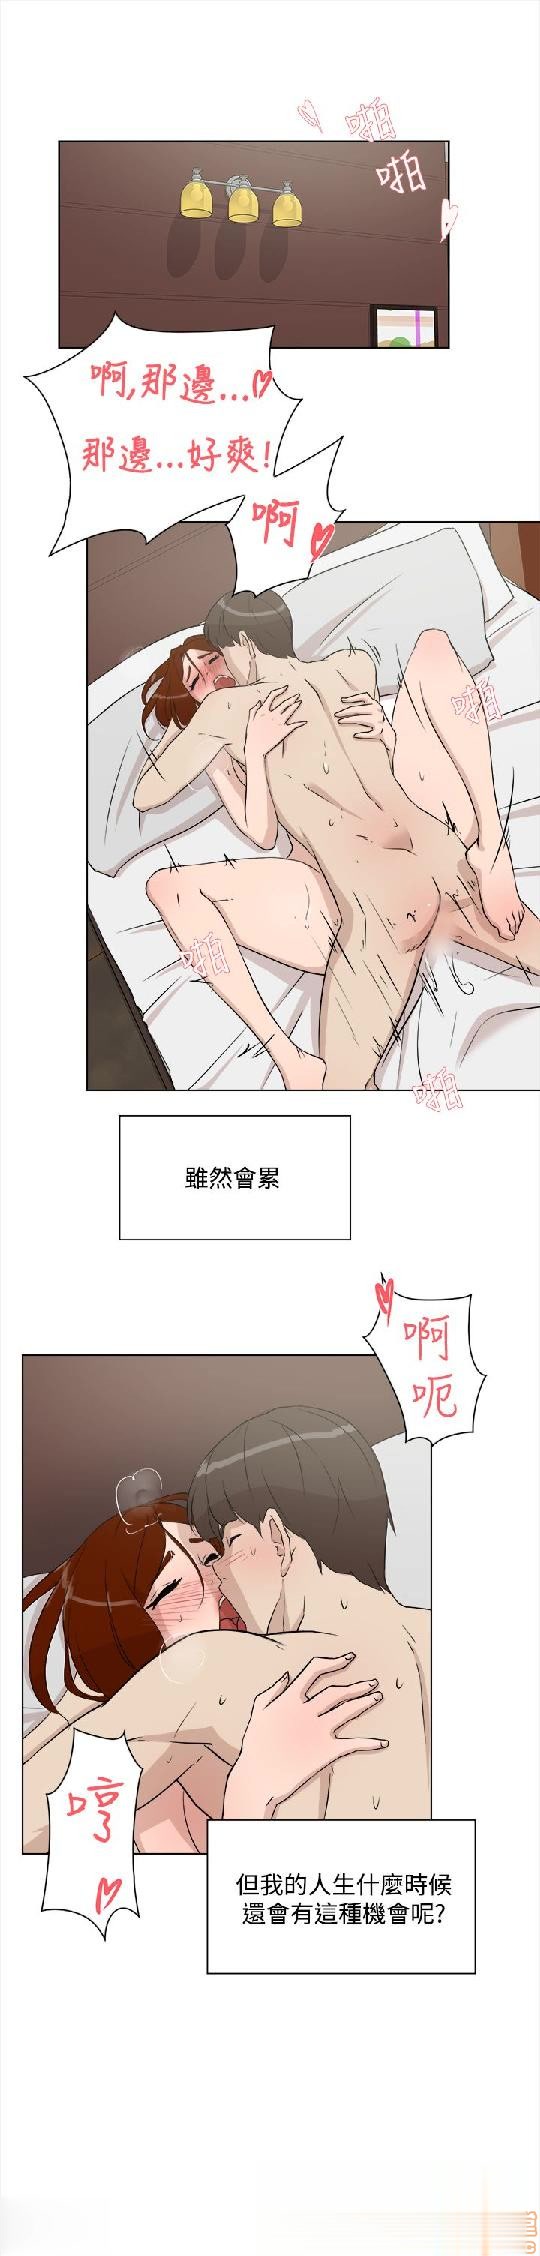 啪
啪
啊,那邊...
那邊...好爽!
啊
啪
啪
啪
雖然會累
啊
呃
哼
但我的人生什麼時候
還會有這種機會呢?